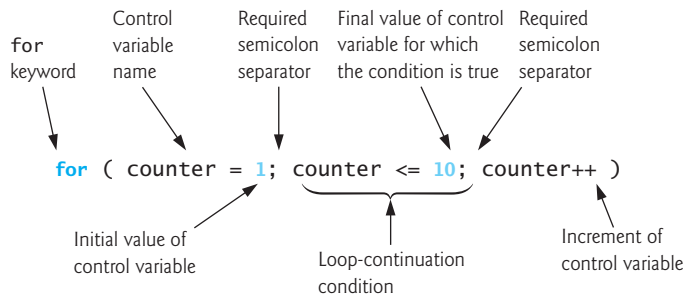 for
keyword
Control
variable
name
Required
semicolon
separator
Final value of control
variable for which
the condition is true
Required
semicolon
separator
for ( counter = 1; counter <= 10; counter++ )
Initial value of
control variable
Loop-continuation
condition
Increment of
control variable